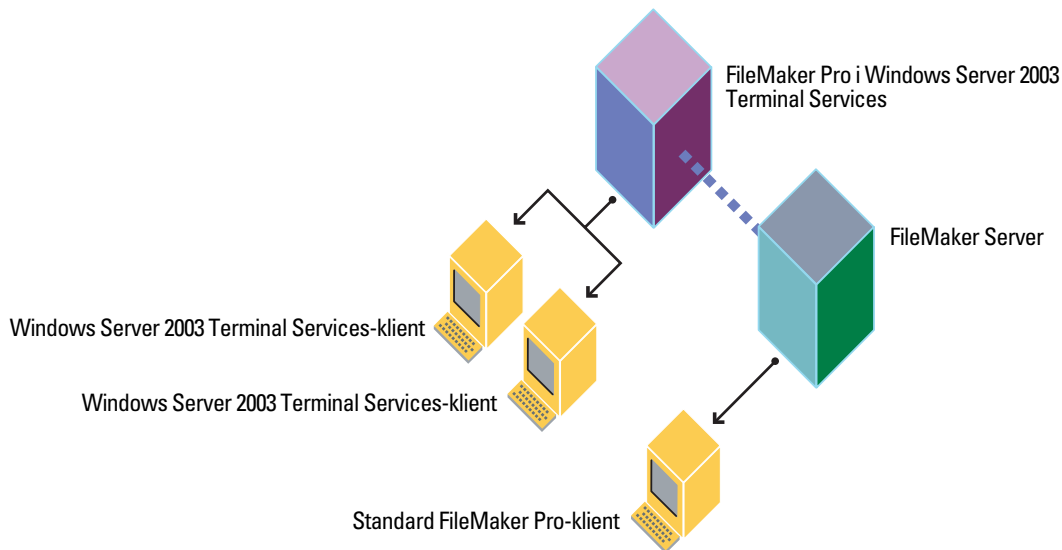 FileMaker Pro i Windows Server 2003
Terminal Services
FileMaker Server
Windows Server 2003 Terminal Services-klient
Windows Server 2003 Terminal Services-klient
Standard FileMaker Pro-klient